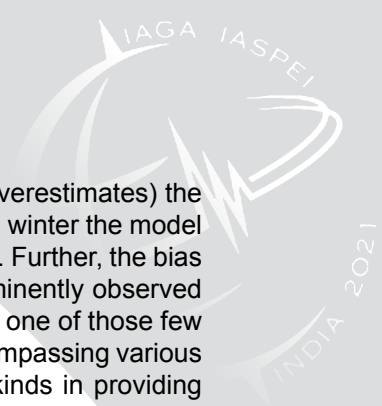 IAGA IASPEI
INDIA 2021
verestimates) the
winter the model
. Further, the bias
minently observed
one of those few
mpassing various
kinds in providing